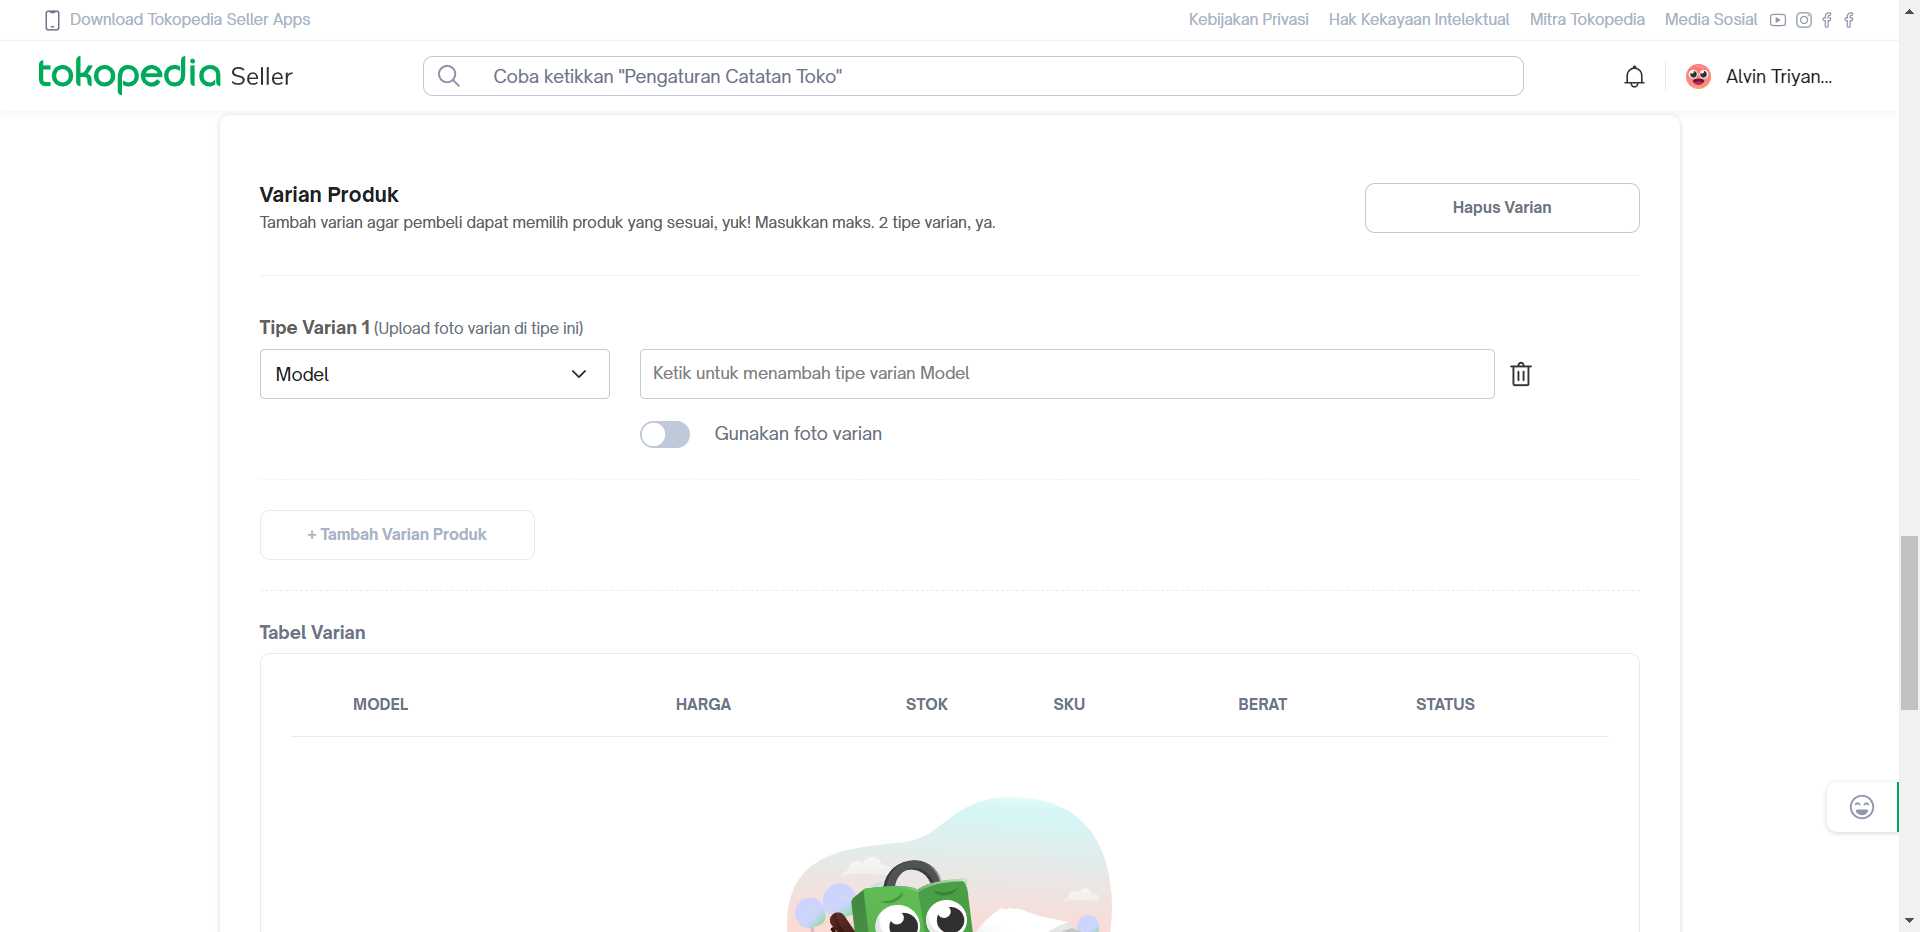 Download Tokopedia Seller Apps
Kebijakan Privasi
Hak Kekayaan Intelektual
Mitra Tokopedia
Media Sosial
tokopedia Seller
Coba ketikkan "Pengaturan Catatan Toko"
Alvin Triyan...
Varian Produk
Tambah varian agar pembeli dapat memilih produk yang sesuai, yuk! Masukkan maks. 2 tipe varian, ya.
Hapus Varian
Tipe Varian 1 (Upload foto varian di tipe ini)
Model
Ketik untuk menambah tipe varian Model
Gunakan foto varian
+ Tambah Varian Produk
Tabel Varian
MODEL
HARGA
STOK
SKU
BERAT
STATUS